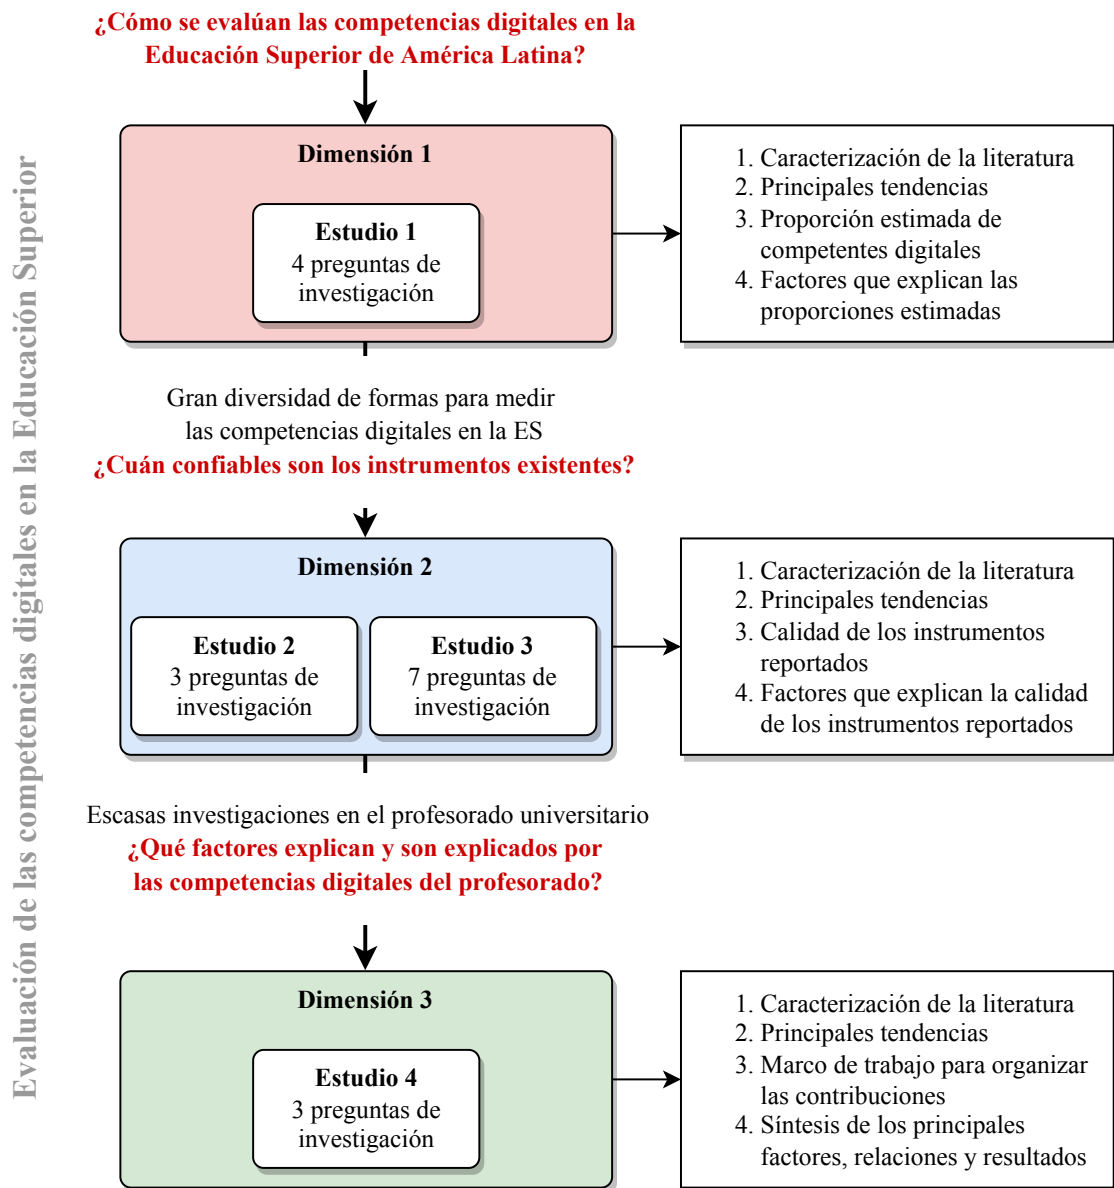 Evaluación de las competencias digitales en la Educación Superior
¿Cómo se evalúan las competencias digitales en la
Educación Superior de América Latina?
Dimensión 1
Estudio 1
4 preguntas de
investigación
1. Caracterización de la literatura
2. Principales tendencias
3. Proporción estimada de
competentes digitales
4. Factores que explican las
proporciones estimadas
Gran diversidad de formas para medir
las competencias digitales en la ES
¿Cuán confiables son los instrumentos existentes?
Dimensión 2
Estudio 2
3 preguntas de
investigación
Estudio 3
7 preguntas de
investigación
1. Caracterización de la literatura
2. Principales tendencias
3. Calidad de los instrumentos
reportados
4. Factores que explican la calidad
de los instrumentos reportados
Escasas investigaciones en el profesorado universitario
¿Qué factores explican y son explicados por
las competencias digitales del profesorado?
Dimensión 3
Estudio 4
3 preguntas de
investigación
1. Caracterización de la literatura
2. Principales tendencias
3. Marco de trabajo para organizar
las contribuciones
4. Síntesis de los principales
factores, relaciones y resultados